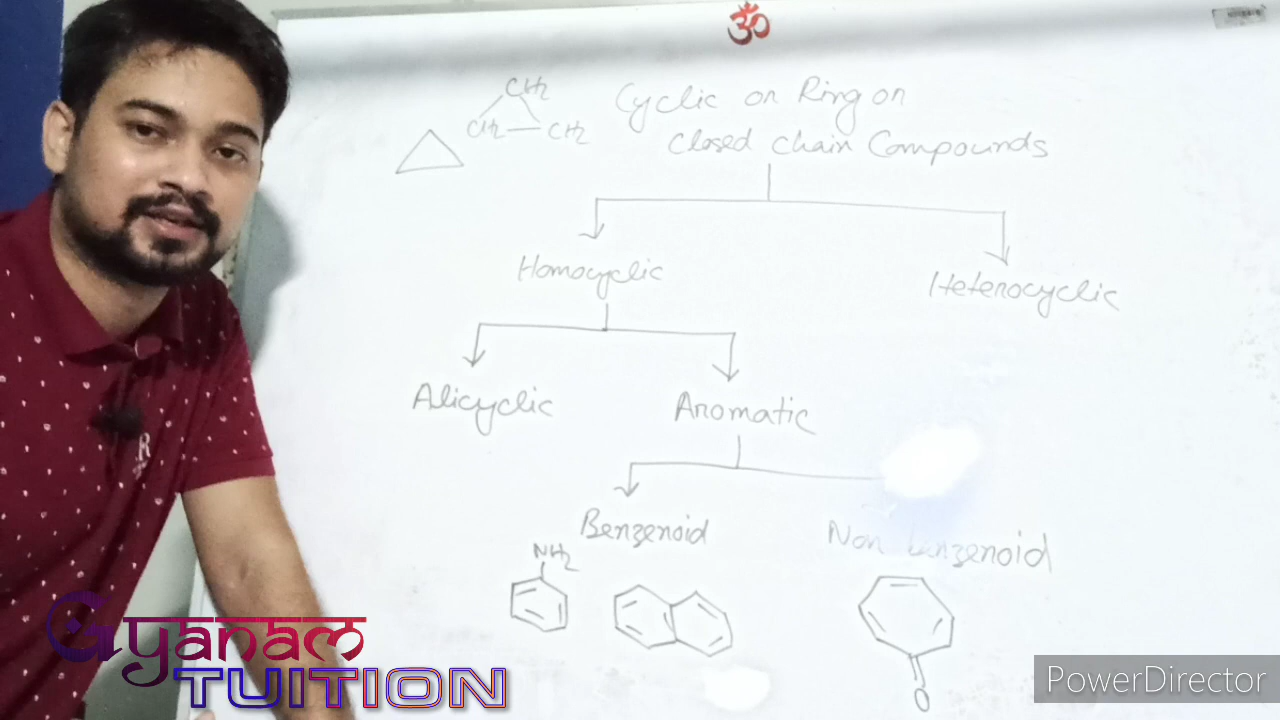 ॐ
CH2
CH2 CH2
Cyclic or Ring or
closed chain Compounds
Homocyclic
Heterocyclic
Alicyclic
Aromatic
Benzenoid
Non benzenoid
NH2
O
R
Gyanam
TUITION
PowerDirector